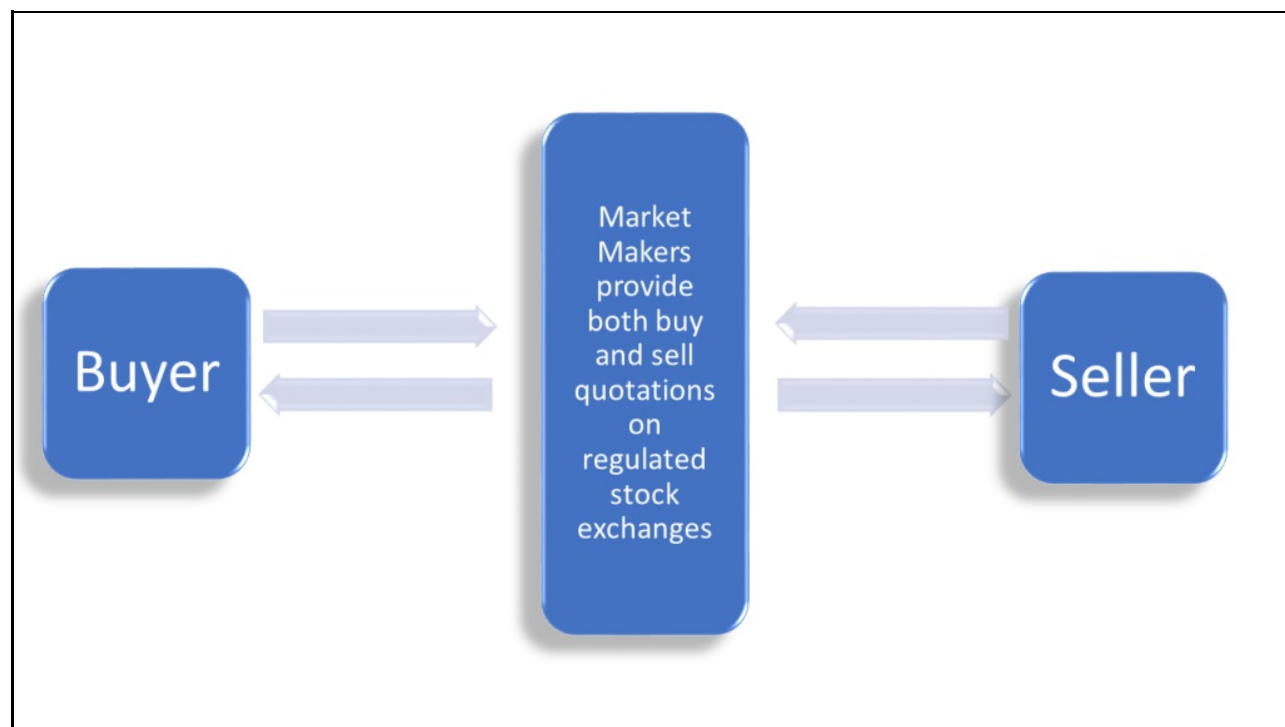 Buyer
Market
Makers
provide
both buy
and sell
quotations
on
regulated
stock
exchanges
Seller